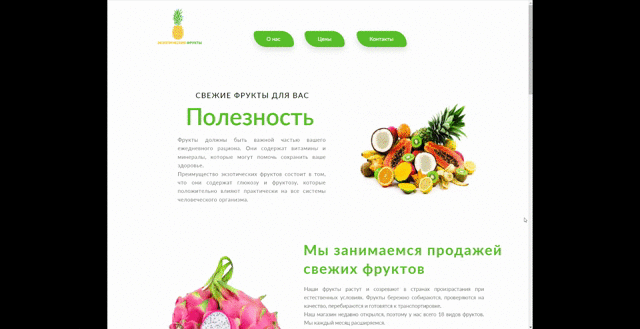 ЭКЗОТИЧЕСКИЕ ФРУКТЫ
О нас
Цены
Контакты
СВЕЖИЕ ФРУКТЫ ДЛЯ ВАС
Полезность
Фрукты должны быть важной частью вашего
ежедневного рациона. Они содержат витамины и
минералы, которые могут помочь сохранить ваше
здоровье.
Преимущество экзотических фруктов состоит в том,
что они содержат глюкозу и фруктозу, которые
положительно влияют практически на все системы
человеческого организма.
Мы занимаемся продажей
свежих фруктов
Наши фрукты растут и созревают в странах произрастания при
естественных условиях. Фрукты бережно собираются, проверяются на
качество, перебираются и готовятся к транспортировке.
Наш магазин недавно открылся, поэтому у нас всего 18 видов фруктов.
Мы каждый месяц расширяемся.